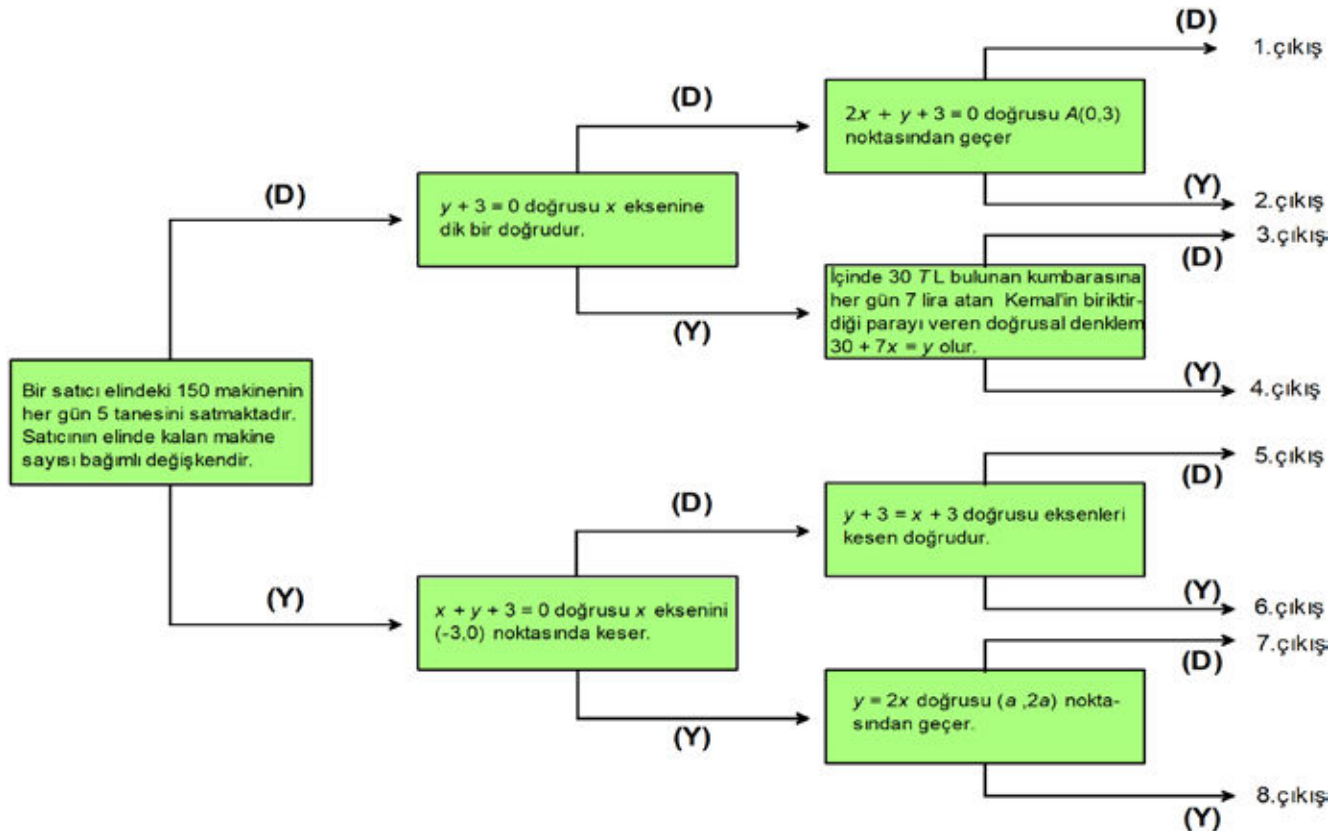 (D)
1.çıkış
(D)
2x + y + 3 = 0 doğrusu A(0,3)
noktasından geçer
(D)
(Y)
y + 3 = 0 doğrusu x eksenine
dik bir doğrudur.
2.çıkış
3.çıkış
(D)
İçinde 30 TL bulunan kumbarasına
her gün 7 lira atan Kemal'in biriktir-
diği parayı veren doğrusal denklem
30 + 7x = y olur.
(Y)
(Y)
4.çıkış
Bir satıcı elindeki 150 makinenin
her gün 5 tanesini satmaktadır.
Satıcının elinde kalan makine
sayısı bağımlı değişkendir.
5.çıkış
(D)
(D)
y + 3 = x + 3 doğrusu eksenleri
kesen doğrudur.
(Y)
(Y)
6.çıkış
x + y + 3 = 0 doğrusu x eksenini
(-3,0) noktasında keser.
7.çıkış
(D)
y = 2x doğrusu (a ,2a) nokta-
sından geçer.
(Y)
8.çıkış
(Y)